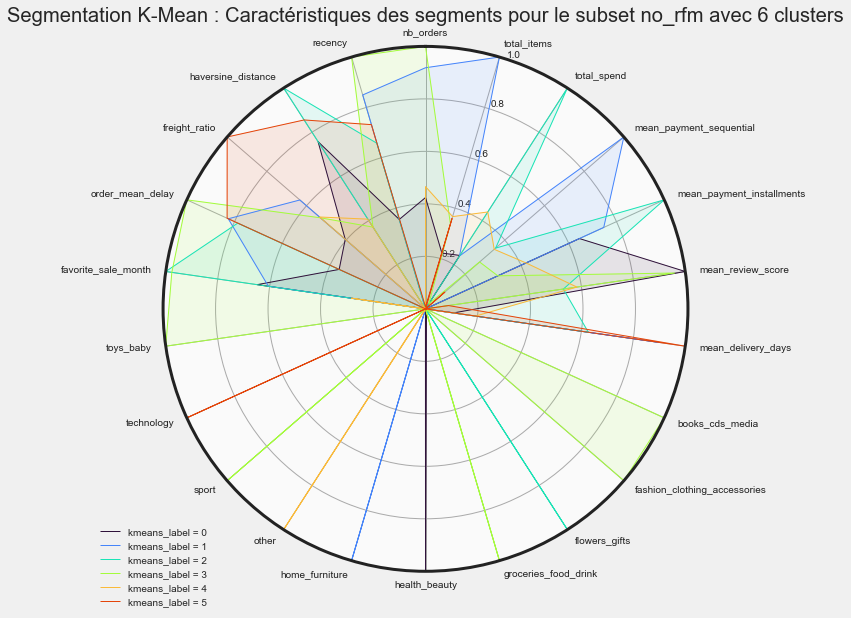 Segmentation K-Mean : Caractéristiques des segments pour le subset no_rfm avec 6 clusters
nb_orders
recency
total_items
1.0
haversine_distance
total_spend
0.8
freight_ratio
mean_payment_sequential
0.6
order_mean_delay
mean_payment_installments
0.4
0.2
favorite_sale_month
mean_review_score
toys_baby
mean_delivery_days
technology
books_cds_media
sport
fashion_clothing_accessories
other
flowers_gifts
home_furniture
groceries_food_drink
health_beauty
kmeans_label = 0
kmeans_label = 1
kmeans_label = 2
kmeans_label = 3
kmeans_label = 4
kmeans_label = 5